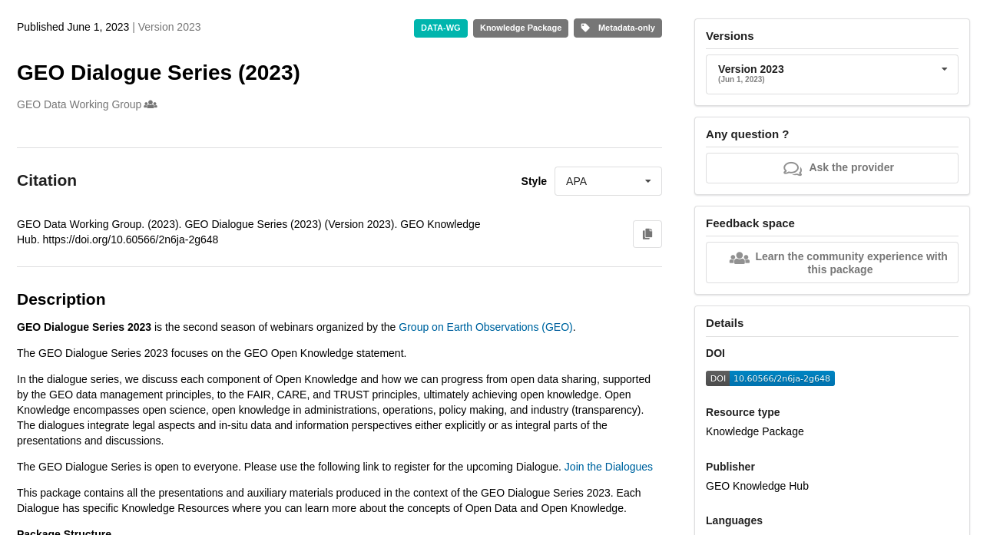 Published June 1, 2023 | Version 2023
DATA-WG
Knowledge Package
Metadata-only
GEO Dialogue Series (2023)
GEO Data Working Group
Citation
Style
APA
GEO Data Working Group. (2023). GEO Dialogue Series (2023) (Version 2023). GEO Knowledge
Hub. https://doi.org/10.60566/2n6ja-2g648
Description
GEO Dialogue Series 2023 is the second season of webinars organized by the Group on Earth Observations (GEO).
The GEO Dialogue Series 2023 focuses on the GEO Open Knowledge statement.
In the dialogue series, we discuss each component of Open Knowledge and how we can progress from open data sharing, supported
by the GEO data management principles, to the FAIR, CARE, and TRUST principles, ultimately achieving open knowledge. Open
Knowledge encompasses open science, open knowledge in administrations, operations, policy making, and industry (transparency).
The dialogues integrate legal aspects and in-situ data and information perspectives either explicitly or as integral parts of the
presentations and discussions.
The GEO Dialogue Series is open to everyone. Please use the following link to register for the upcoming Dialogue. Join the Dialogues
This package contains all the presentations and auxiliary materials produced in the context of the GEO Dialogue Series 2023. Each
Dialogue has specific Knowledge Resources where you can learn more about the concepts of Open Data and Open Knowledge.
Package Structure
Versions
Version 2023
(Jun 1, 2023)
Any question ?
Ask the provider
Feedback space
Learn the community experience with
this package
Details
DOI
DOI 10.60566/2n6ja-2g648
Resource type
Knowledge Package
Publisher
GEO Knowledge Hub
Languages